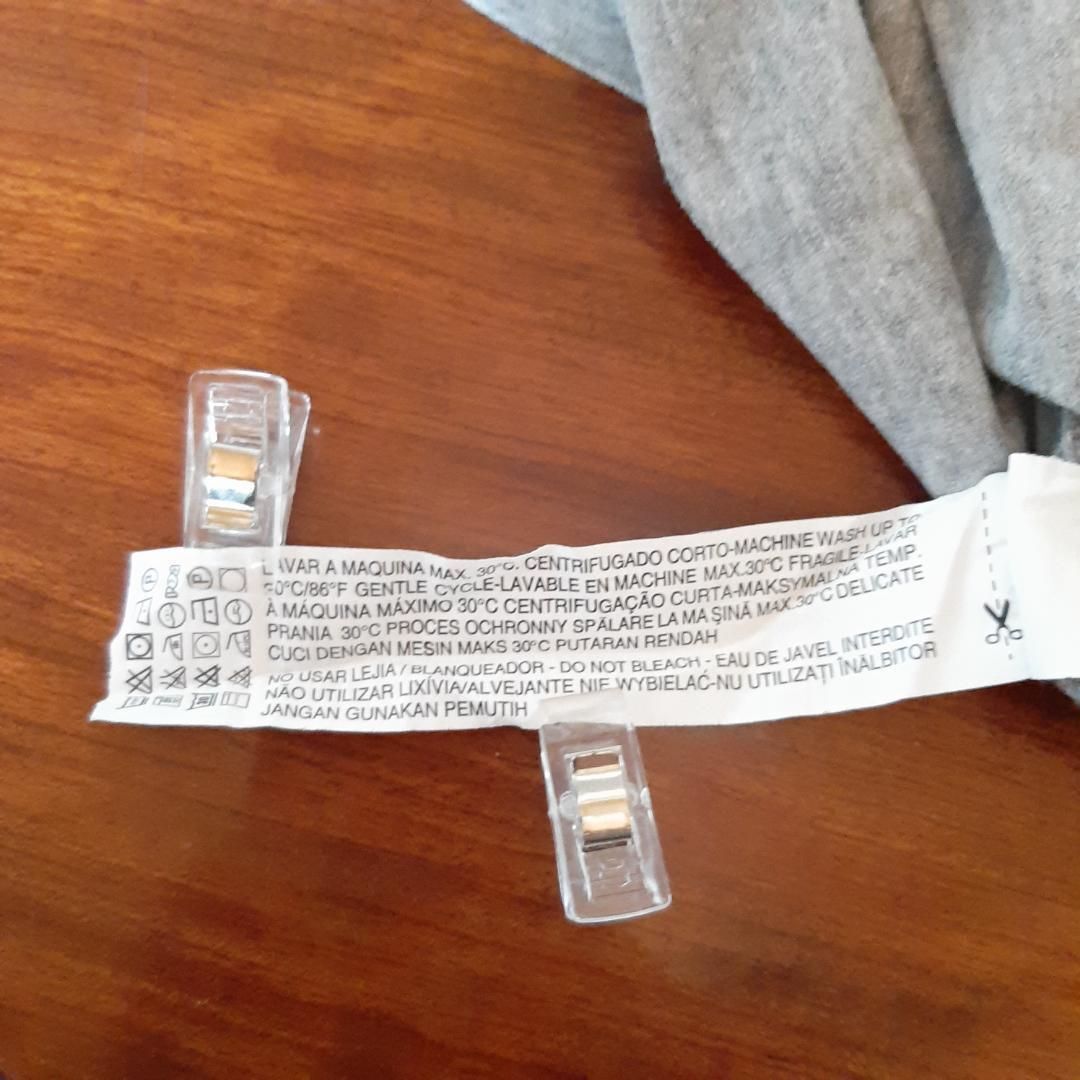 LAVAR A MAQUINA MAX. 30°C. CENTRIFUGADO CORTO-MACHINE WASH UP TO
30°C/86°F GENTLE CYCLE-LAVABLE EN MACHINE MAX.30°C FRAGILE-LAVAR
À MÁQUINA MÁXIMO 30°C CENTRIFUGAÇÃO CURTA-MAKSYMALNA TEMP.
PRANIA 30°C PROCES OCHRONNY SPĂLARE LA MAŞINĂ MAX.30°C DELICATE
CUCI DENGAN MESIN MAKS 30°C PUTARAN RENDAH
NO USAR LEJIA / BLANQUEADOR - DO NOT BLEACH - EAU DE JAVEL INTERDITE
NÃO UTILIZAR LIXÍVIA/ALVEJANTE NIE WYBIELAĆ-NU UTILIZAŢI ÎNĂLBITOR
JANGAN GUNAKAN PEMUTIH